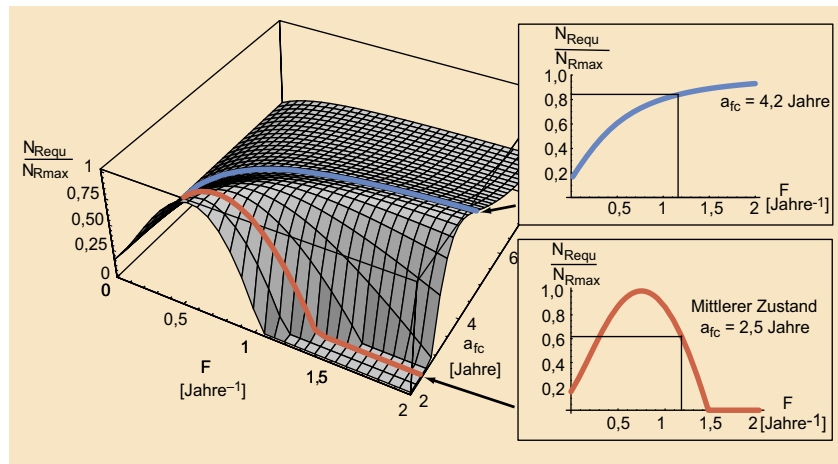 N_Requ
N_Rmax
1
0,75
0,50
0,25
0
0
0,5
1
1,5
2
F
[Jahre–1]
2
4
6
a_fc
[Jahre]
N_Requ
N_Rmax
1,0
0,8
0,6
0,4
0,2
a_fc = 4,2 Jahre
F
0,5 1 1,5 2 [Jahre-1]
N_Requ
N_Rmax
1,0
0,8
0,6
0,4
0,2
Mittlerer Zustand
a_fc = 2,5 Jahre
F
0,5 1 1,5 2 [Jahre-1]